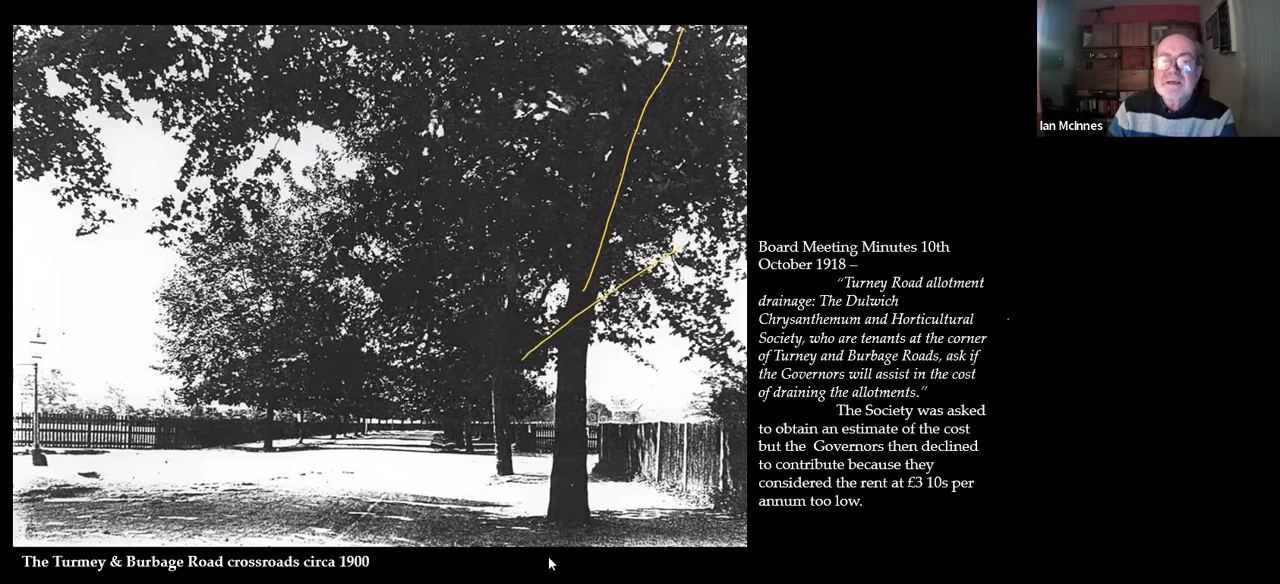 Ian McInnes
Board Meeting Minutes 10th
October 1918 –
“Turney Road allotment
drainage: The Dulwich
Chrysanthemum and Horticultural
Society, who are tenants at the corner
of Turney and Burbage Roads, ask if
the Governors will assist in the cost
of draining the allotments.”
The Society was asked
to obtain an estimate of the cost
but the Governors then declined
to contribute because they
considered the rent at £3 10s per
annum too low.
The Turney & Burbage Road crossroads circa 1900